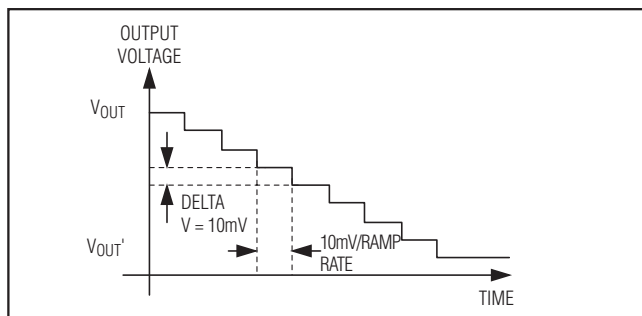 OUTPUT
VOLTAGE
VOUT
DELTA
V = 10mV
10mV/RAMP
RATE
VOUT'
TIME